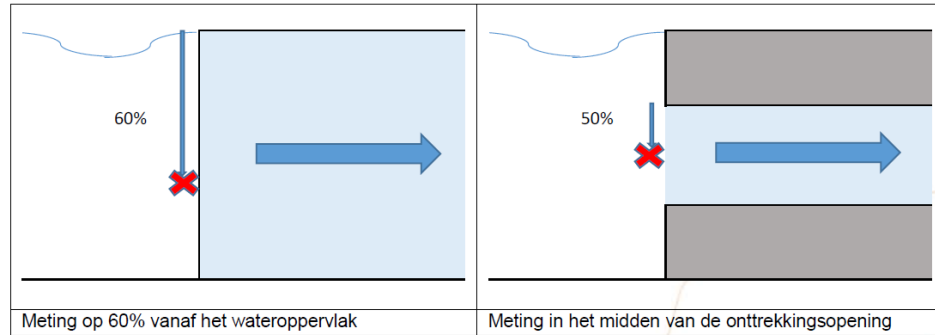 60%
50%
Meting op 60% vanaf het wateroppervlak
Meting in het midden van de onttrekkingsopening